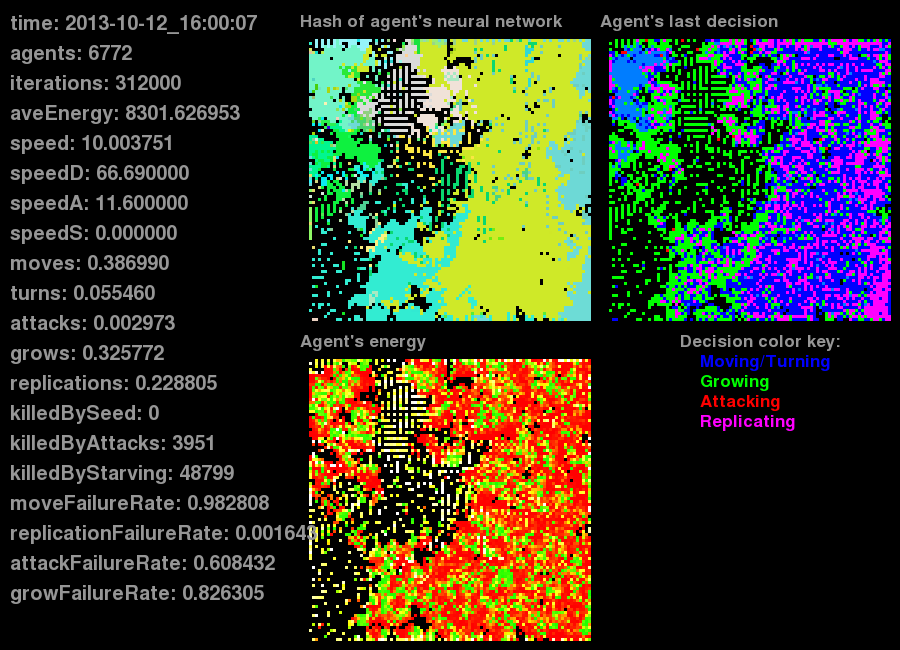 time: 2013-10-12_16:00:07
agents: 6772
iterations: 312000
aveEnergy: 8301.626953
speed: 10.003751
speedD: 66.690000
speedA: 11.600000
speedS: 0.000000
moves: 0.386990
turns: 0.055460
attacks: 0.002973
grows: 0.325772
replications: 0.228805
killedBySeed: 0
killedByAttacks: 3951
killedByStarving: 48799
moveFailureRate: 0.982808
replicationFailureRate: 0.001643
attackFailureRate: 0.608432
growFailureRate: 0.826305
Hash of agent's neural network
Agent's last decision
Agent's energy
Decision color key:
Moving/Turning
Growing
Attacking
Replicating